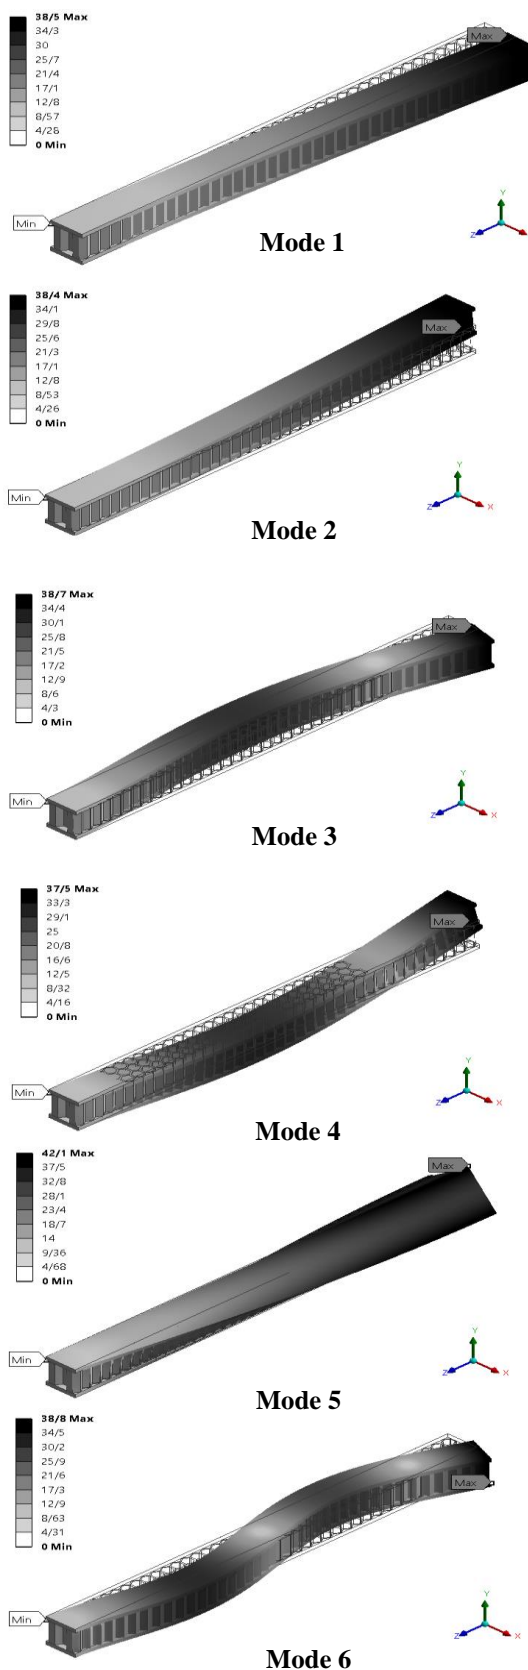 38/5 Max
34/3
30
25/7
21/4
17/1
12/8
8/57
4/28
0 Min
Max
Min
Y
Z
Mode 1
38/4 Max
34/1
29/8
25/6
21/3
17/1
12/8
8/53
4/26
0 Min
Max
Min
Y
Z
X
Mode 2
38/7 Max
34/4
30/1
25/8
21/5
17/2
12/9
8/6
4/3
0 Min
Max
Min
Y
Z
X
Mode 3
37/5 Max
33/3
29/1
25
20/8
16/6
12/5
8/32
4/16
0 Min
Max
Min
Y
Z
X
Mode 4
42/1 Max
37/5
32/8
28/1
23/4
18/7
14
9/36
4/68
0 Min
Max
Min
Y
Z
X
Mode 5
38/8 Max
34/5
30/2
25/9
21/6
17/3
12/9
8/63
4/31
0 Min
Max
Min
Y
Z
X
Mode 6